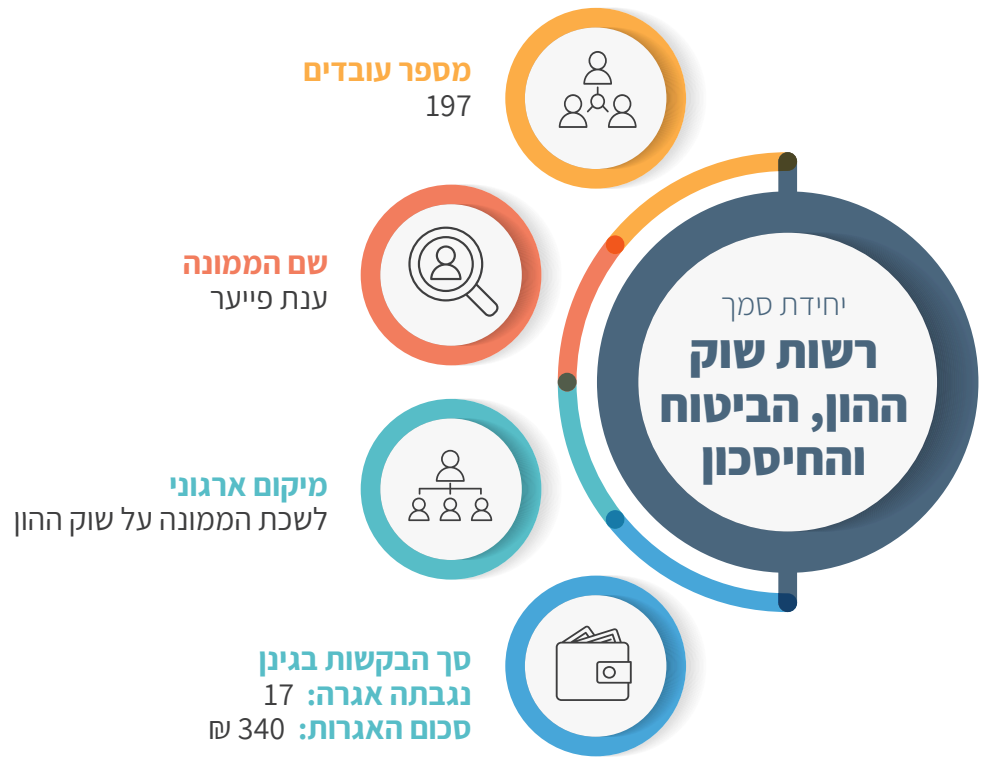 יחידת סמך
רשות שוק
ההון, הביטוח
והחיסכון
מספר עובדים
197
שם הממונה
ענת פייער
מיקום ארגוני
לשכת הממונה על שוק ההון
סך הבקשות בגינן
נגבתה אגרה: 17
סכום האגרות: 340 ₪